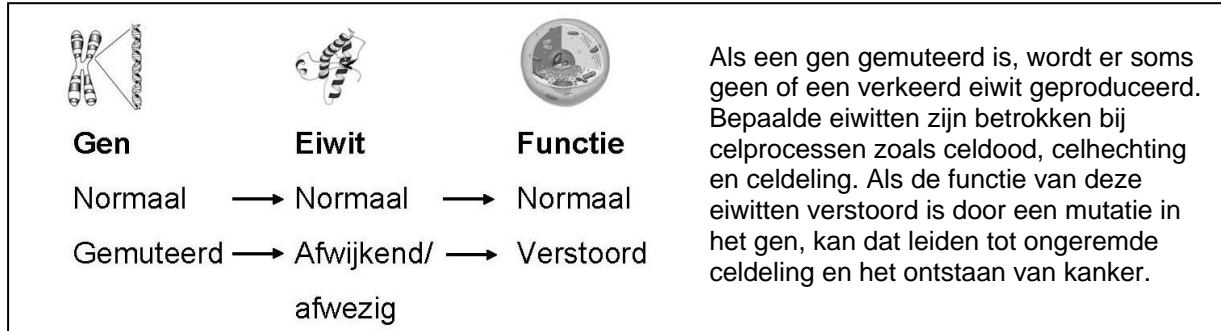 Gen Eiwit Functie
Normaal → Normaal → Normaal
Gemuteerd → Afwijkend/ → Verstoord
afwezig
Als een gen gemuteerd is, wordt er soms
geen of een verkeerd eiwit geproduceerd.
Bepaalde eiwitten zijn betrokken bij
celprocessen zoals celdood, celhechting
en celdeling. Als de functie van deze
eiwitten verstoord is door een mutatie in
het gen, kan dat leiden tot ongeremde
celdeling en het ontstaan van kanker.